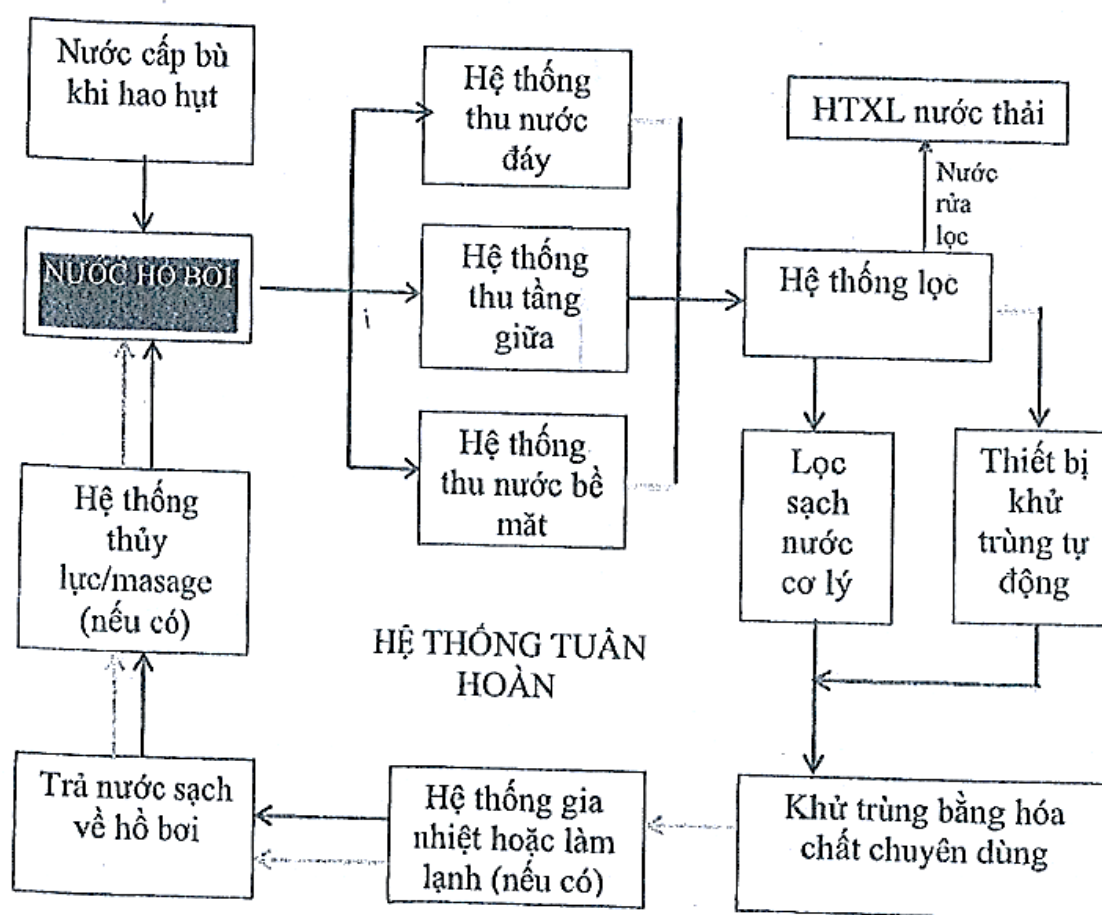 Nước cấp bù
khi hao hụt
Hệ thống
thu nước
đáy
HTXL nước thải
Nước
rửa
lọc
NƯỚC HỒ BƠI
Hệ thống
thu tầng
giữa
Hệ thống lọc
Hệ thống
thu nước bề
măt
Lọc
sạch
nước
cơ lý
Thiết bị
khử
trùng tự
động
Hệ thống
thủy
lực/masage
(nếu có)
HỆ THỐNG TUẦN
HOÀN
Trả nước sạch
về hồ bơi
Hệ thống gia
nhiệt hoặc làm
lạnh (nếu có)
Khử trùng bằng hóa
chất chuyên dùng